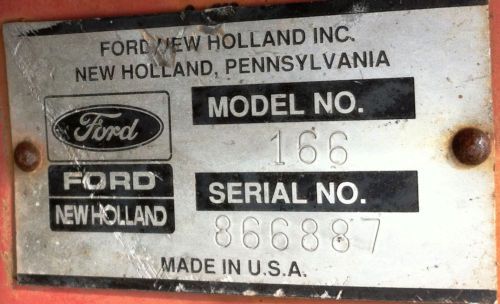 FORD NEW HOLLAND INC.
NEW HOLLAND, PENNSYLVANIA
Ford
MODEL NO.
166
FORD
NEW HOLLAND
SERIAL NO.
866887
MADE IN U.S.A.